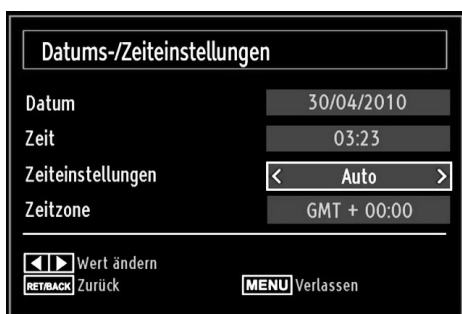 Datums-/Zeiteinstellungen
Datum 30/04/2010
Zeit 03:23
Zeiteinstellungen < Auto >
Zeitzone GMT + 00:00
Wert ändern
RET/BACK Zurück MENU Verlassen